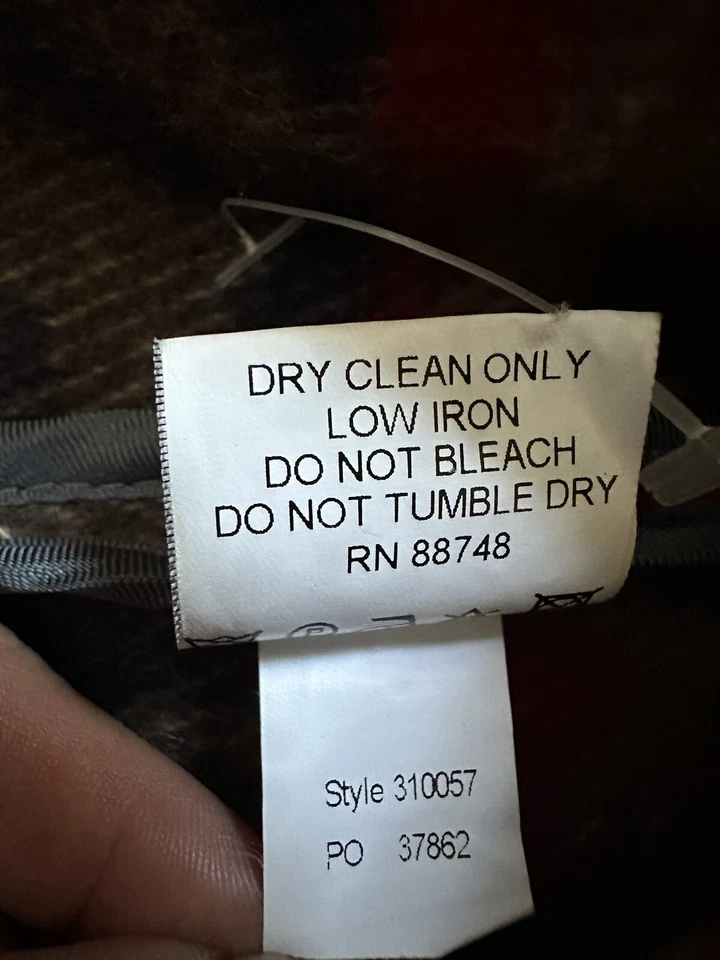 DRY CLEAN ONLY
LOW IRON
DO NOT BLEACH
DO NOT TUMBLE DRY
RN 88748
P
Style 310057
PO 37862